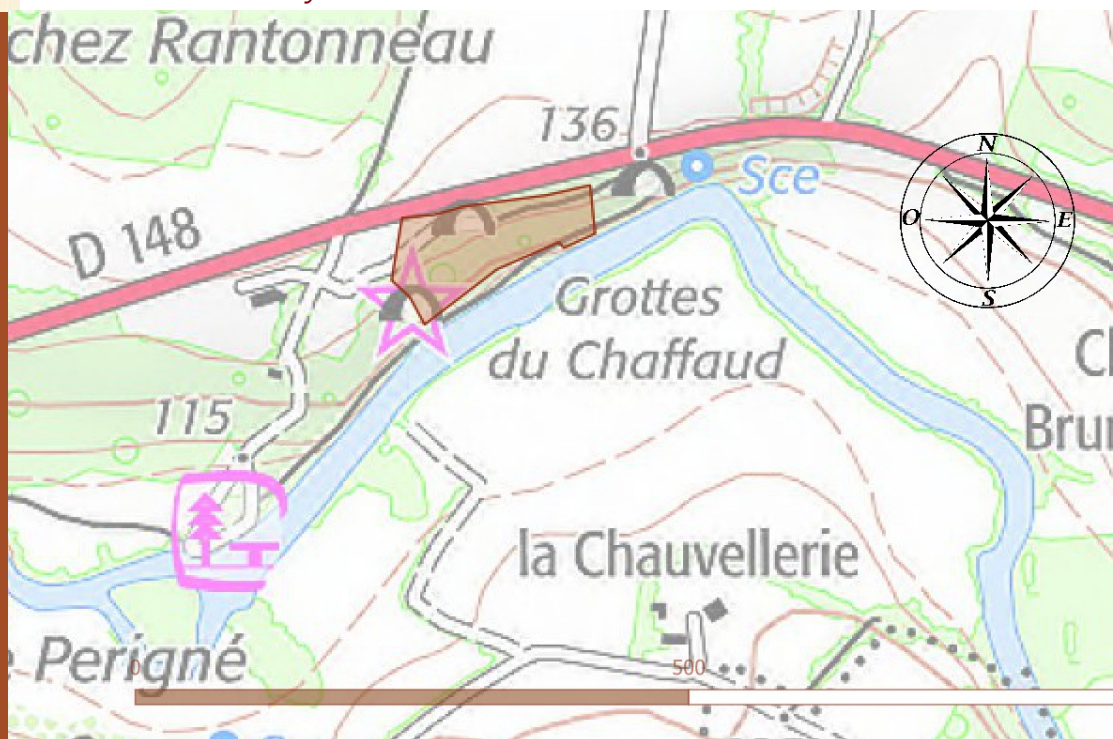 chez Rantonneau
136
Sce
D 148
N
O
E
S
Grottes
du Chaffaud
115
la Chauvellerie
Perigné
0
500